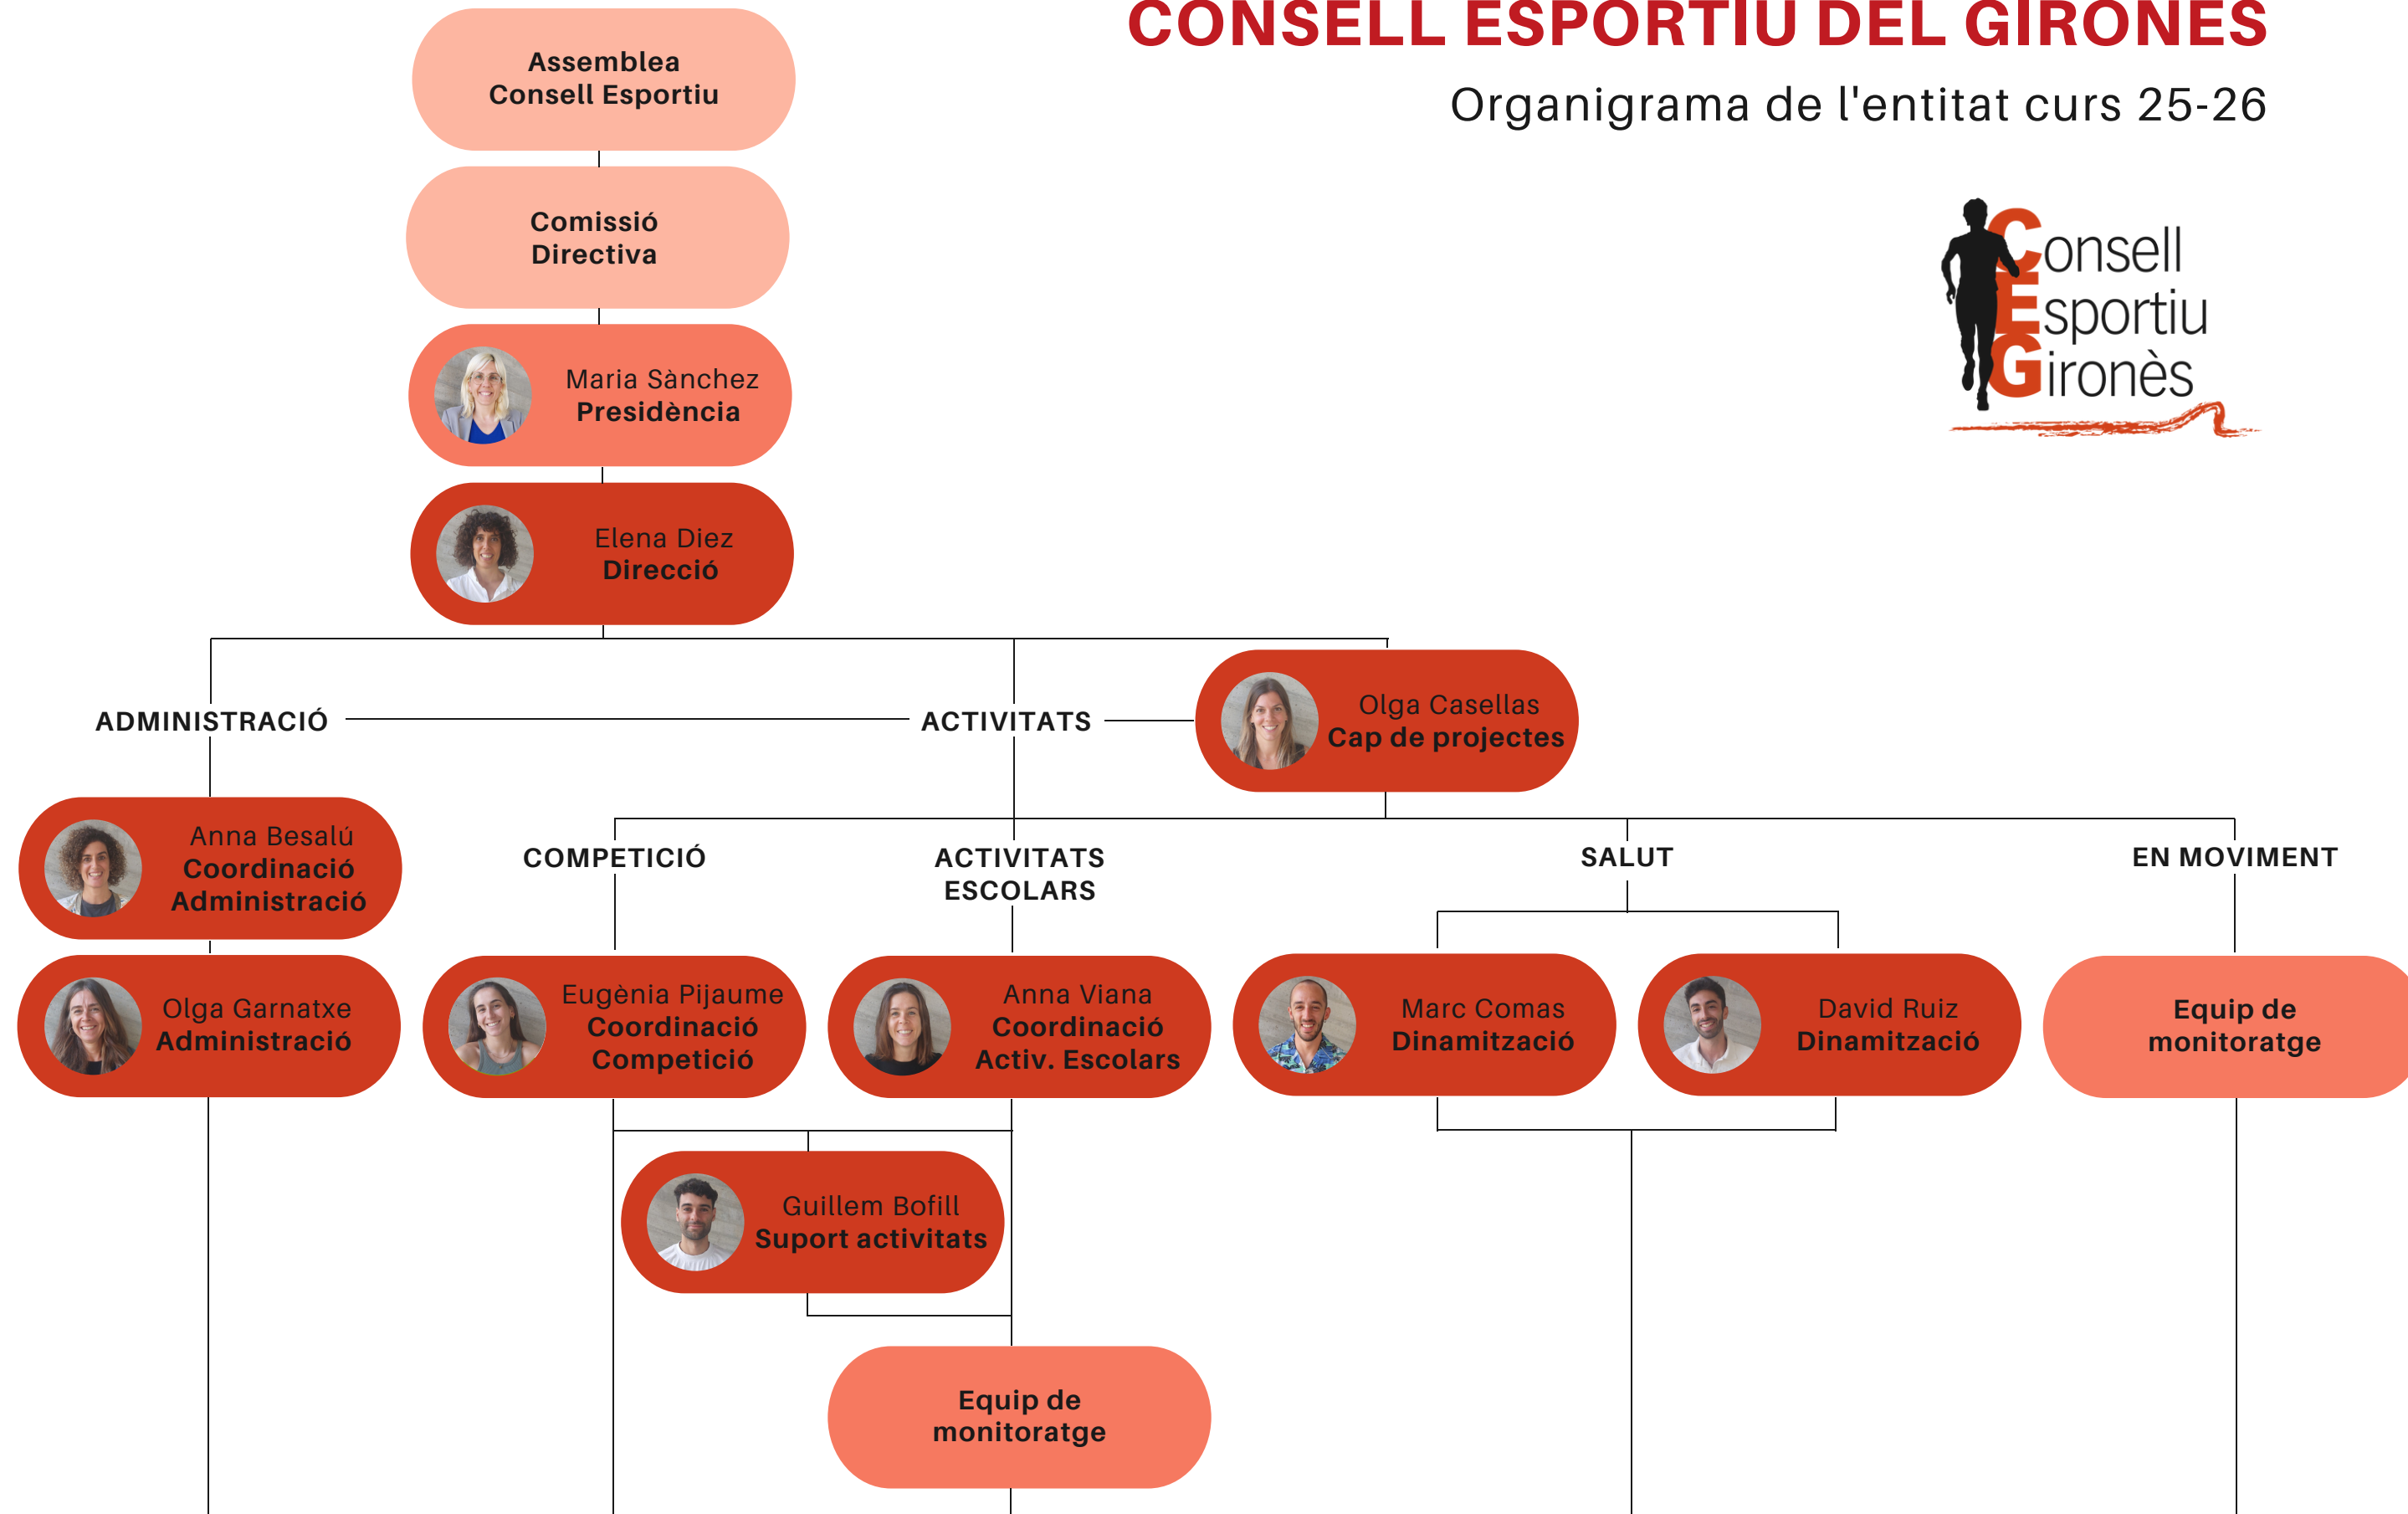 CONSELL ESPORTIU DEL GIRONÈS
Organigrama de l'entitat curs 25-26
Consell
Esportiu
Gironès
Assemblea
Consell Esportiu
Comissió
Directiva
Maria Sànchez
Presidència
Elena Diez
Direcció
ADMINISTRACIÓ
ACTIVITATS
Olga Casellas
Cap de projectes
Anna Besalú
Coordinació
Administració
COMPETICIÓ
ACTIVITATS
ESCOLARS
SALUT
EN MOVIMENT
Olga Garnatxe
Administració
Eugènia Pijaume
Coordinació
Competició
Anna Viana
Coordinació
Activ. Escolars
Marc Comas
Dinamització
David Ruiz
Dinamització
Equip de
monitoratge
Guillem Bofill
Suport activitats
Equip de
monitoratge